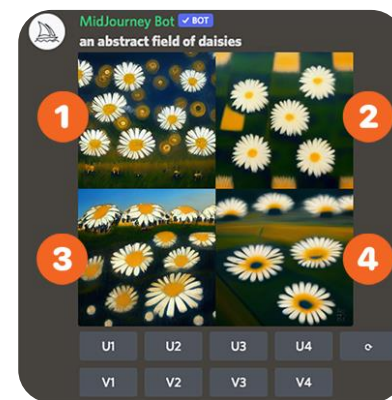 MidJourney Bot ✓ BOT
an abstract field of daisies
1
2
3
4
U1 U2 U3 U4
V1 V2 V3 V4